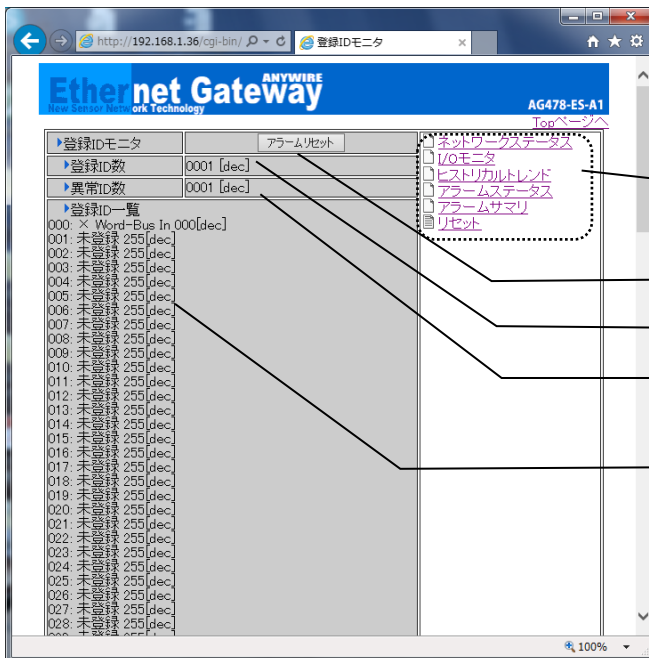 http://192.168.1.36/cgi-bin/
登録IDモニタ
Ethernet Gateway
ANYWIRE
New Sensor Network Technology
AG478-ES-A1
Topページへ
登録IDモニタ
アラームリセット
登録ID数
0001 [dec]
異常ID数
0001 [dec]
登録ID一覧
000: × Word-Bus In 000[dec]
001: 未登録 255[dec]
002: 未登録 255[dec]
003: 未登録 255[dec]
004: 未登録 255[dec]
005: 未登録 255[dec]
006: 未登録 255[dec]
007: 未登録 255[dec]
008: 未登録 255[dec]
009: 未登録 255[dec]
010: 未登録 255[dec]
011: 未登録 255[dec]
012: 未登録 255[dec]
013: 未登録 255[dec]
014: 未登録 255[dec]
015: 未登録 255[dec]
016: 未登録 255[dec]
017: 未登録 255[dec]
018: 未登録 255[dec]
019: 未登録 255[dec]
020: 未登録 255[dec]
021: 未登録 255[dec]
022: 未登録 255[dec]
023: 未登録 255[dec]
024: 未登録 255[dec]
025: 未登録 255[dec]
026: 未登録 255[dec]
027: 未登録 255[dec]
028: 未登録 255[dec]
ネットワークステータス
I/Oモニタ
ヒストリカルトレンド
アラームステータス
アラームサマリ
リセット
100%